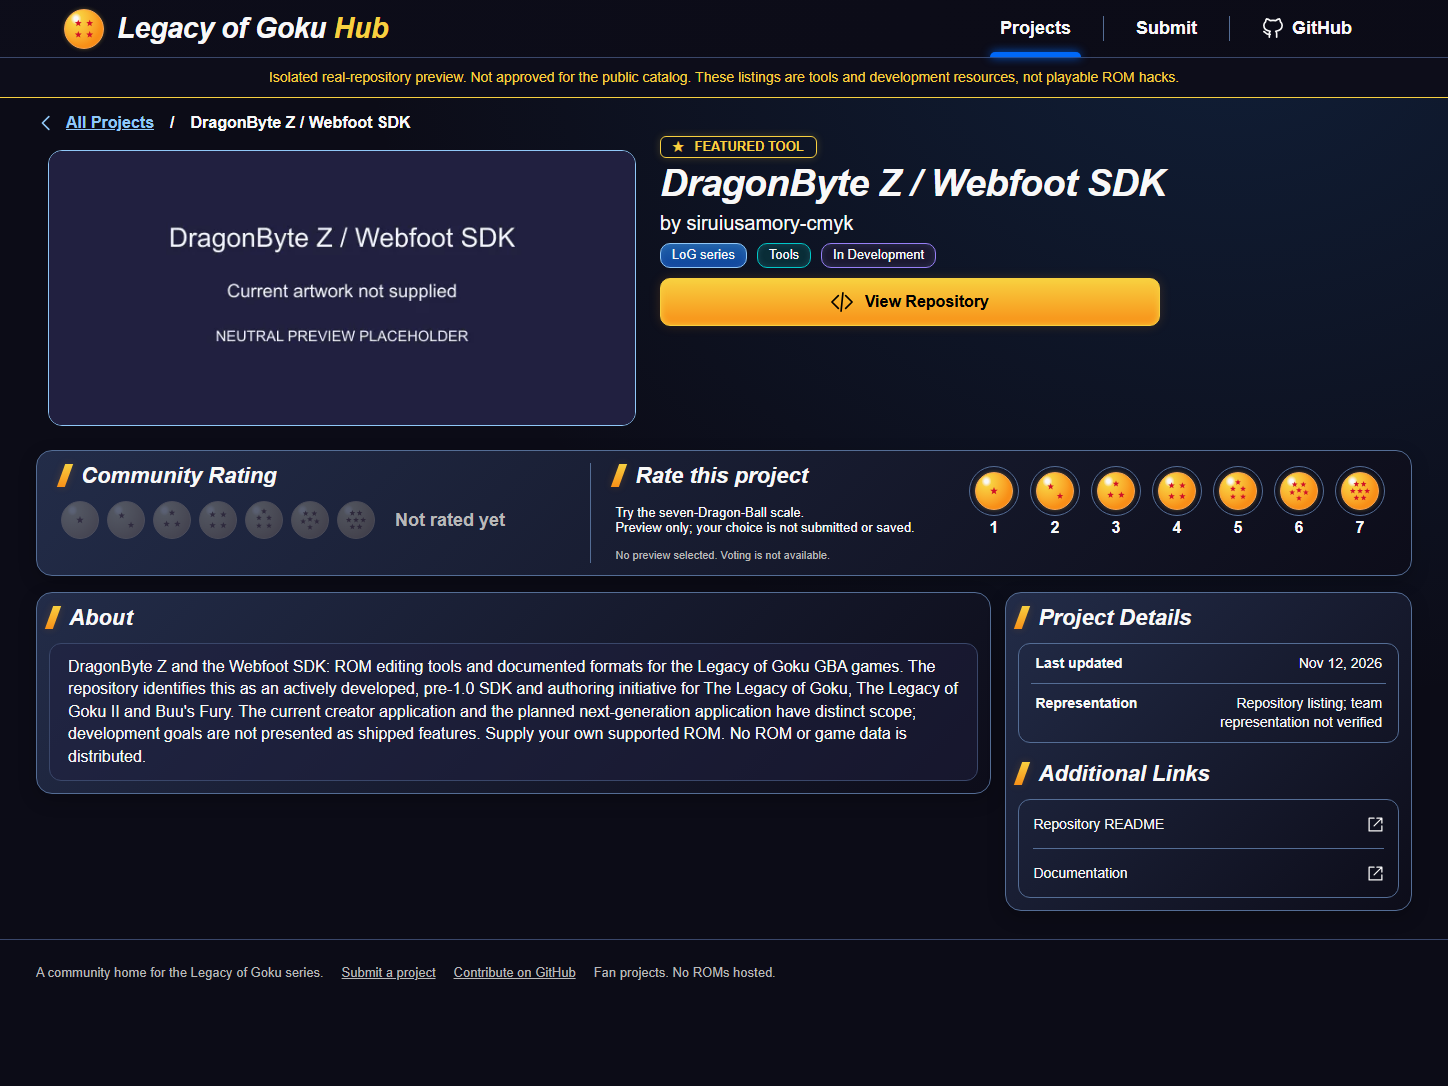 Legacy of Goku Hub
Projects
Submit
GitHub
Isolated real-repository preview. Not approved for the public catalog. These listings are tools and development resources, not playable ROM hacks.
All Projects / DragonByte Z / Webfoot SDK
DragonByte Z / Webfoot SDK
Current artwork not supplied
NEUTRAL PREVIEW PLACEHOLDER
★ FEATURED TOOL
DragonByte Z / Webfoot SDK
by siruiusamory-cmyk
LoG series
Tools
In Development
View Repository
Community Rating
Not rated yet
Rate this project
Try the seven-Dragon-Ball scale.
Preview only; your choice is not submitted or saved.
No preview selected. Voting is not available.
1 2 3 4 5 6 7
About
DragonByte Z and the Webfoot SDK: ROM editing tools and documented formats for the Legacy of Goku GBA games. The
repository identifies this as an actively developed, pre-1.0 SDK and authoring initiative for The Legacy of Goku, The Legacy of
Goku II and Buu's Fury. The current creator application and the planned next-generation application have distinct scope;
development goals are not presented as shipped features. Supply your own supported ROM. No ROM or game data is
distributed.
Project Details
Last updated Nov 12, 2026
Representation Repository listing; team
representation not verified
Additional Links
Repository README
Documentation
A community home for the Legacy of Goku series. Submit a project Contribute on GitHub Fan projects. No ROMs hosted.